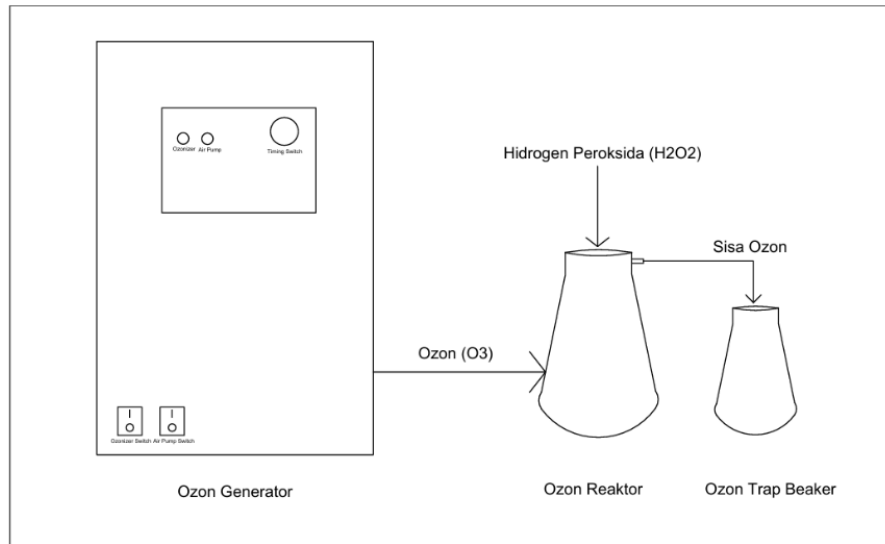 Ozonizer Air Pump Timing Switch
Hidrogen Peroksida (H2O2)
Sisa Ozon
Ozon (O3)
Ozonizer Switch Air Pump Switch
Ozon Generator
Ozon Reaktor
Ozon Trap Beaker